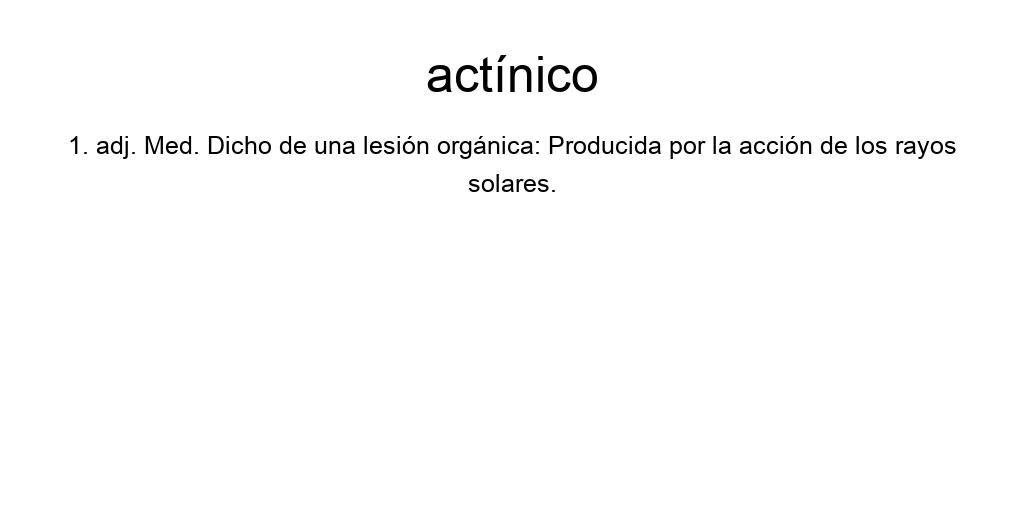 actínico
1. adj. Med. Dicho de una lesión orgánica: Producida por la acción de los rayos
solares.